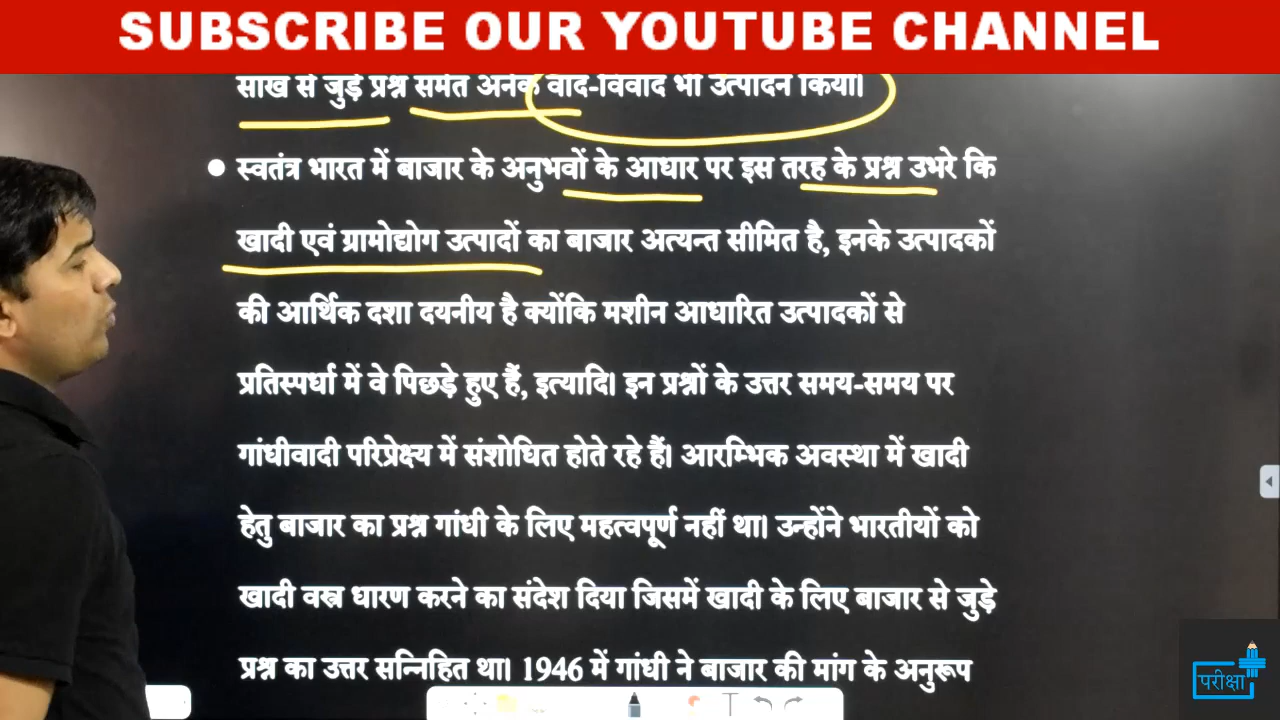 SUBSCRIBE OUR YOUTUBE CHANNEL
साख से जुड़े प्रश्न समेत अनेक वाद-विवाद भी उत्पादन किया।
● स्वतंत्र भारत में बाजार के अनुभवों के आधार पर इस तरह के प्रश्न उभरे कि
खादी एवं ग्रामोद्योग उत्पादों का बाजार अत्यन्त सीमित है, इनके उत्पादकों
की आर्थिक दशा दयनीय है क्योंकि मशीन आधारित उत्पादकों से
प्रतिस्पर्धा में वे पिछड़े हुए हैं, इत्यादि। इन प्रश्नों के उत्तर समय-समय पर
गांधीवादी परिप्रेक्ष्य में संशोधित होते रहे हैं। आरम्भिक अवस्था में खादी
हेतु बाजार का प्रश्न गांधी के लिए महत्वपूर्ण नहीं था। उन्होंने भारतीयों को
खादी वस्त्र धारण करने का संदेश दिया जिसमें खादी के लिए बाजार से जुड़े
प्रश्न का उत्तर सन्निहित था। 1946 में गांधी ने बाजार की मांग के अनुरूप
परीक्षा